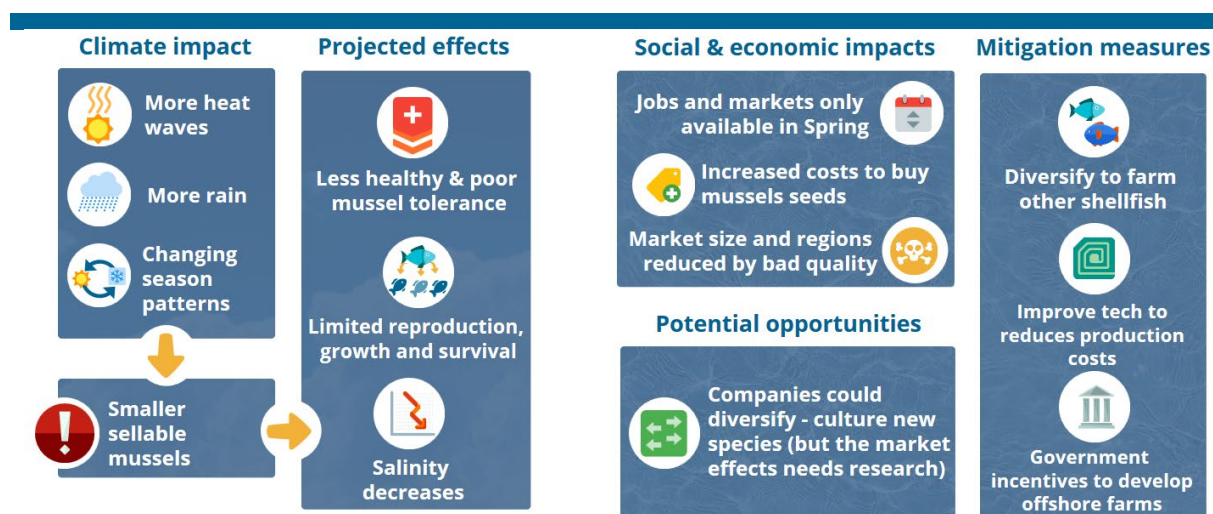 Climate impact
More heat
waves
More rain
Changing
season
patterns
Smaller
sellable
mussels
Projected effects
Less healthy & poor
mussel tolerance
Limited reproduction,
growth and survival
Salinity
decreases
Social & economic impacts
Jobs and markets only
available in Spring
Increased costs to buy
mussels seeds
Market size and regions
reduced by bad quality
Potential opportunities
Companies could
diversify - culture new
species (but the market
effects needs research)
Mitigation measures
Diversify to farm
other shellfish
Improve tech to
reduces production
costs
Government
incentives to develop
offshore farms